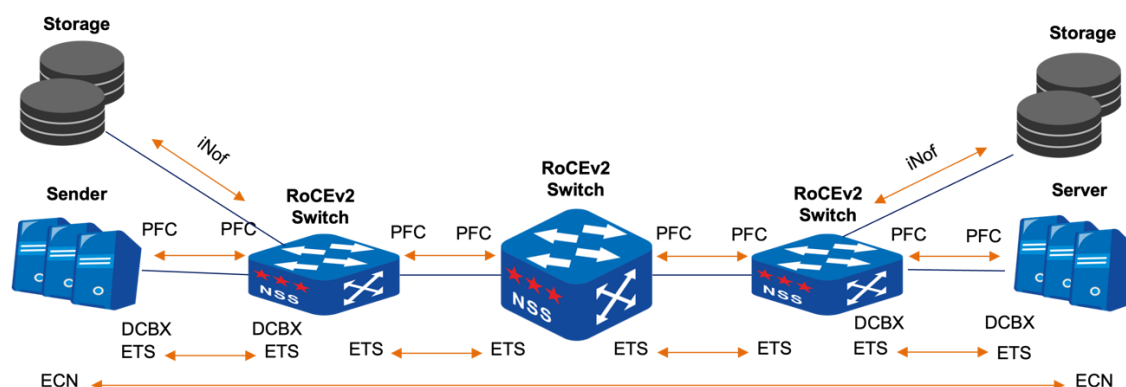 Storage
Storage
iNof
iNof
RoCEv2
Switch
Sender
RoCEv2
Switch
RoCEv2
Switch
Server
PFC PFC PFC PFC PFC PFC PFC PFC
NSS
NSS
NSS
DCBX DCBX DCBX DCBX
ETS ETS ETS ETS ETS ETS ETS ETS
ECN ECN